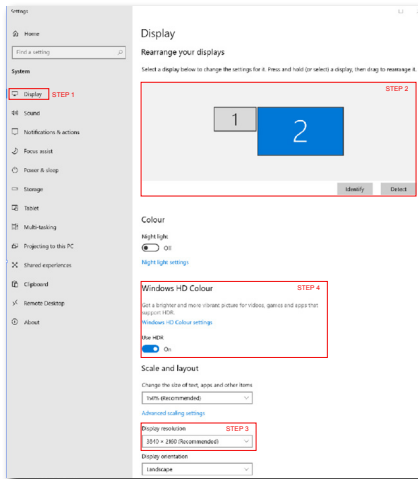 Settings
Home
Find a setting
System
Display STEP 1
Sound
Notifications & actions
Focus assist
Power & sleep
Storage
Tablet
Multi-tasking
Projecting to this PC
Shared experiences
Clipboard
Remote Desktop
About
Display
Rearrange your displays
Select a display below to change the settings for it. Press and hold (or select) a display, then drag to rearrange it.
STEP 2
1
2
Identify Detect
Colour
Night light
Off
Night light settings
STEP 4
Windows HD Colour
Get a brighter and more vibrant picture for videos, games and apps that
support HDR.
Windows HD Colour settings
Use HDR
On
Scale and layout
Change the size of text, apps and other items
150% (Recommended)
Advanced scaling settings
Display resolution STEP 3
3840 × 2160 (Recommended)
Display orientation
Landscape